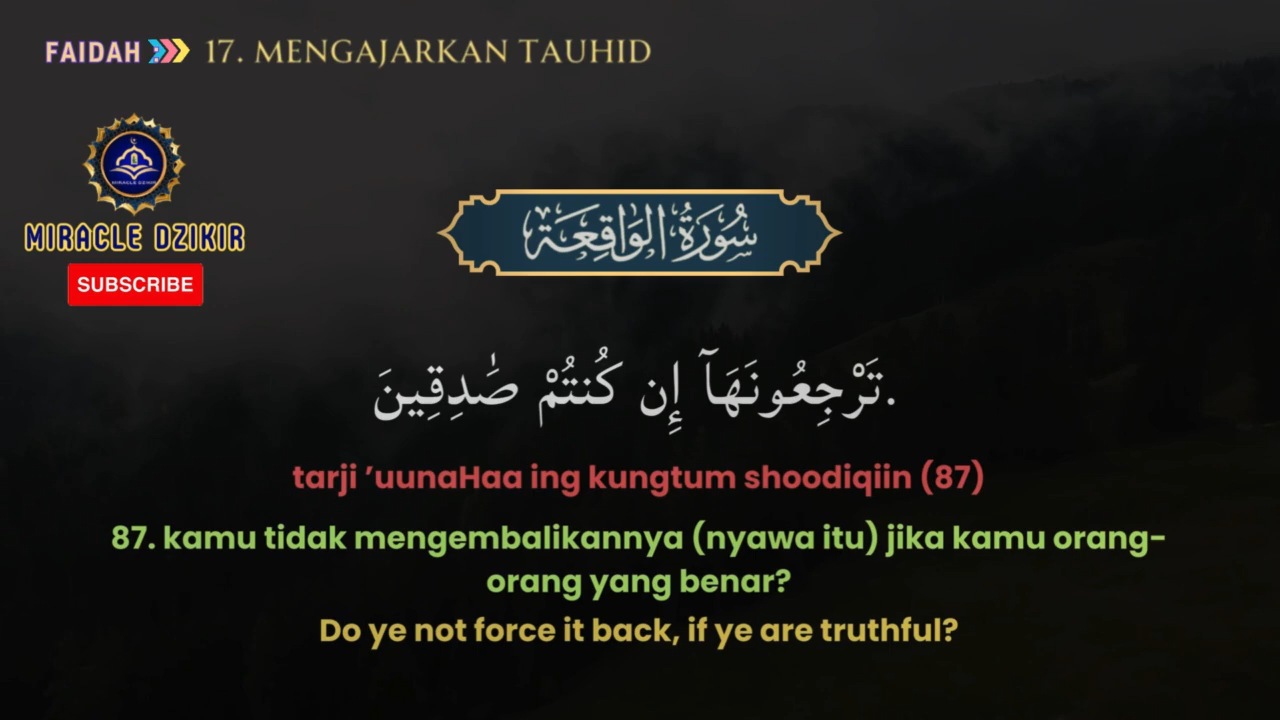 FAIDAH 17. MENGAJARKAN TAUHID
MIRACLE DZIKIR
MIRACLE DZIKIR
SUBSCRIBE
سُورَةُ الوَاقِعَة
تَرْجِعُونَهَآ إِن كُنتُمْ صَٰدِقِينَ.
tarji ’uunaHaa ing kungtum shoodiqiin (87)
87. kamu tidak mengembalikannya (nyawa itu) jika kamu orang-
orang yang benar?
Do ye not force it back, if ye are truthful?